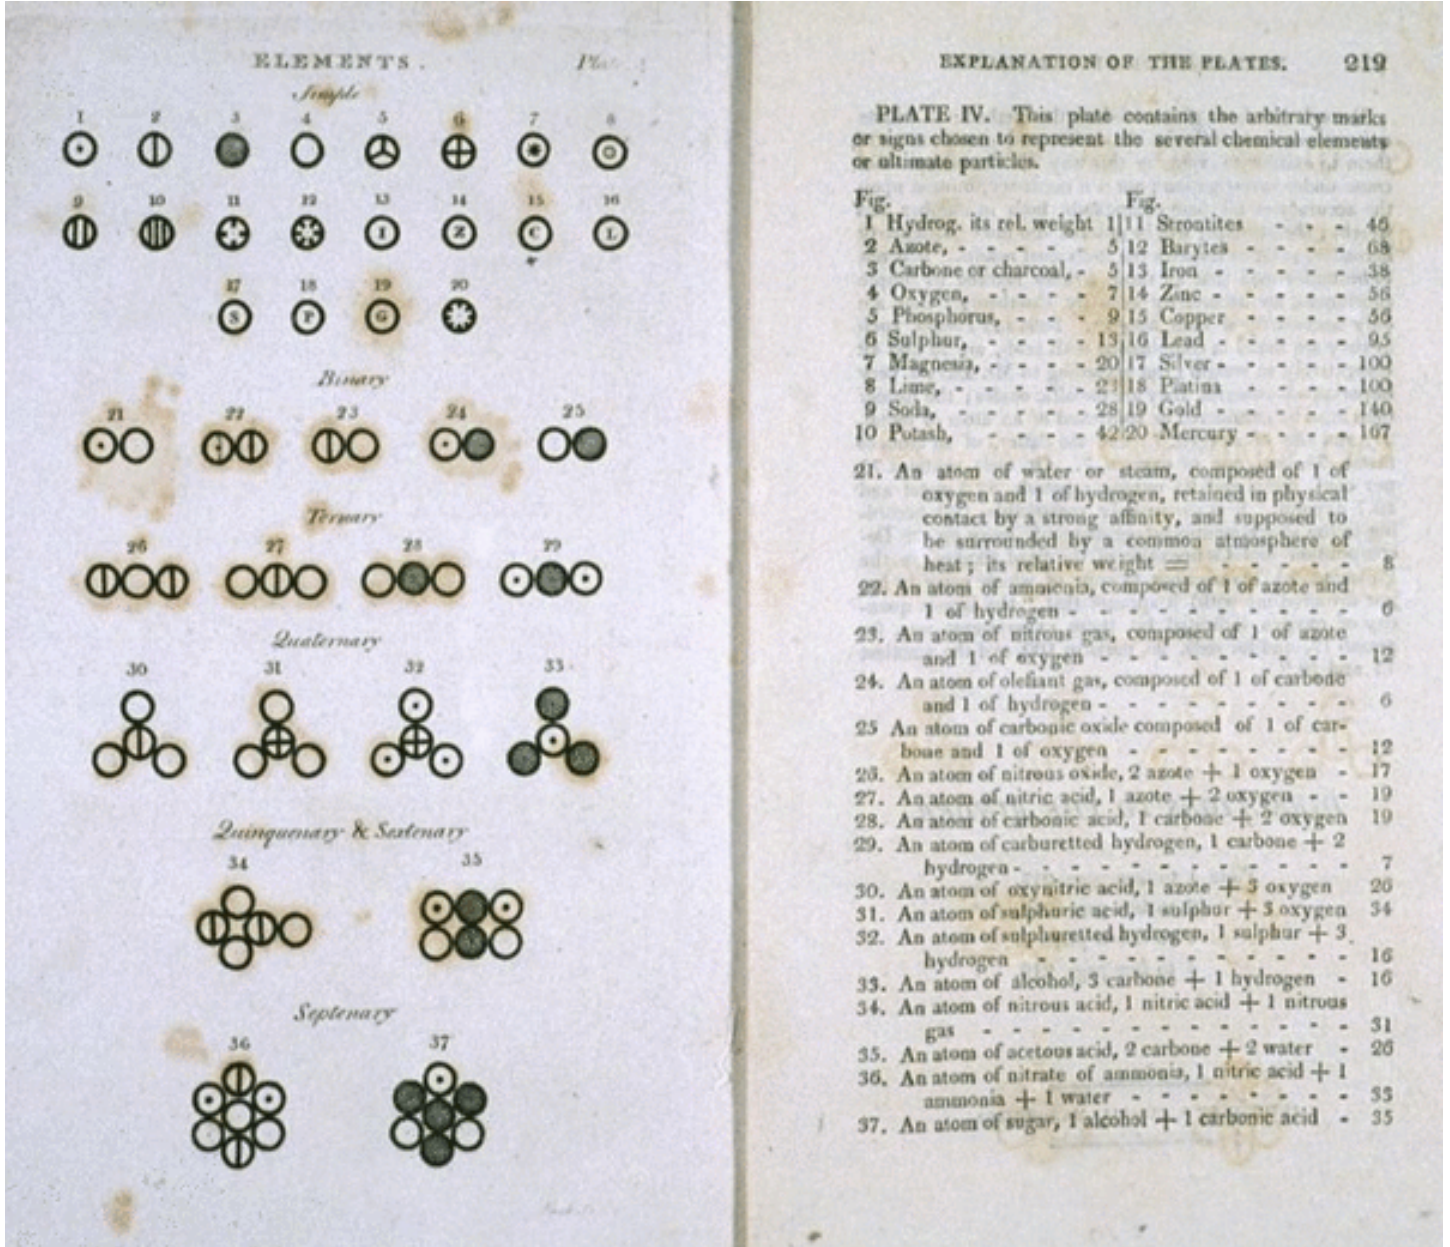 ELEMENTS.
Simple
1 2 3 4 5 6 7 8
9 10 11 12 13 14 15 16
I Z C L
17 18 19 20
S P G
Binary
21 22 23 24 25
Ternary
26 27 28 29
Quaternary
30 31 32 33
Quinquenary & Sextenary
34 35
Septenary
36 37
EXPLANATION OF THE PLATES. 219
PLATE IV. This plate contains the arbitrary marks
or signs chosen to represent the several chemical elements
or ultimate particles.
Fig. Fig.
1 Hydrog. its rel. weight 1 11 Strontites - - - 46
2 Azote, - - - - 5 12 Barytes - - - - 68
3 Carbone or charcoal, - 5 13 Iron - - - - 38
4 Oxygen, - - - - 7 14 Zinc - - - - 56
5 Phosphorus, - - - 9 15 Copper - - - - 56
6 Sulphur, - - - - 13 16 Lead - - - - 95
7 Magnesia, - - - - 20 17 Silver - - - - 100
8 Lime, - - - - 18 Platina - - - 100
9 Soda, - - - - 28 19 Gold - - - - 140
10 Potash, - - - - 42 20 Mercury - - - - 167
21. An atom of water or steam, composed of 1 of
oxygen and 1 of hydrogen, retained in physical
contact by a strong affinity, and supposed to
be surrounded by a common atmosphere of
heat; its relative weight = - - - - - 8
22. An atom of ammonia, composed of 1 of azote and
1 of hydrogen - - - - - - - - - - 6
23. An atom of nitrous gas, composed of 1 of azote
and 1 of oxygen - - - - - - - - - 12
24. An atom of olefiant gas, composed of 1 of carbone
and 1 of hydrogen - - - - - - - - - 6
25 An atom of carbonic oxide composed of 1 of car-
bone and 1 of oxygen - - - - - - - - 12
26. An atom of nitrous oxide, 2 azote + 1 oxygen - 17
27. An atom of nitric acid, 1 azote + 2 oxygen - - 19
28. An atom of carbonic acid, 1 carbone + 2 oxygen 19
29. An atom of carburetted hydrogen, 1 carbone + 2
hydrogen - - - - - - - - - - - - 7
30. An atom of oxynitric acid, 1 azote + 3 oxygen 26
31. An atom of sulphuric acid, 1 sulphur + 3 oxygen 34
32. An atom of sulphuretted hydrogen, 1 sulphur + 3
hydrogen - - - - - - - - - - - 16
33. An atom of alcohol, 3 carbone + 1 hydrogen - 16
34. An atom of nitrous acid, 1 nitric acid + 1 nitrous
gas - - - - - - - - - - - - - 31
35. An atom of acetous acid, 2 carbone + 2 water - 26
36. An atom of nitrate of ammonia, 1 nitric acid + 1
ammonia + 1 water - - - - - - - - 33
37. An atom of sugar, 1 alcohol + 1 carbonic acid - 35